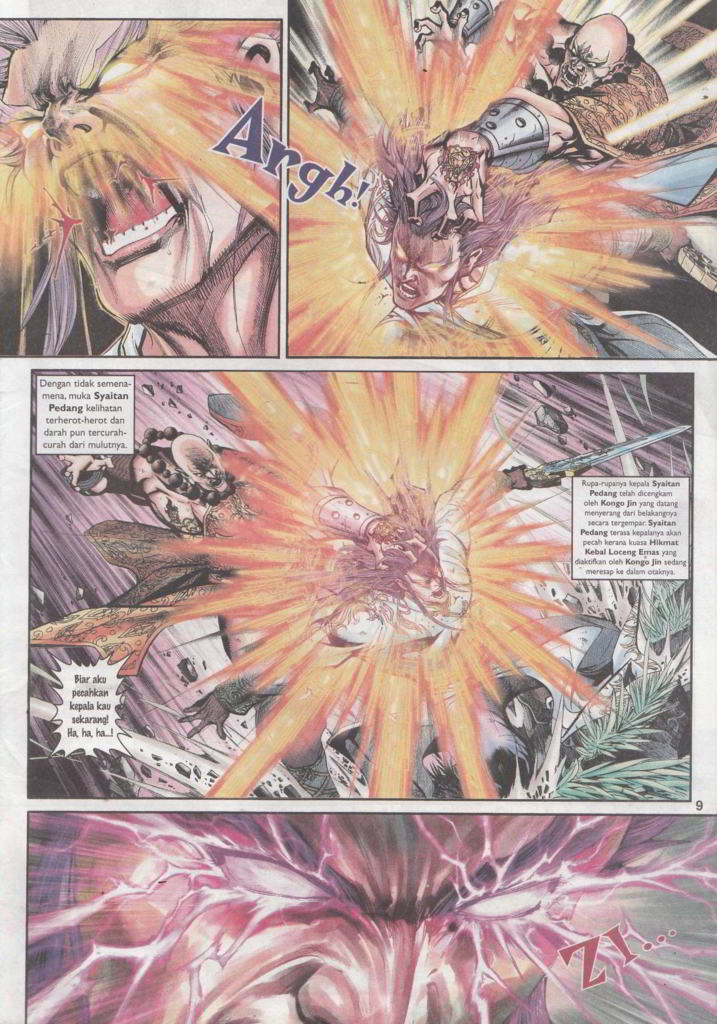 Argh!
Dengan tidak semena-
mena, muka Syaitan
Pedang kelihatan
terherot-herot dan
darah pun tercurah-
curah dari mulutnya.
Rupa-rupanya kepala Syaitan
Pedang telah dicengkam
oleh Kongo Jin yang datang
menyerang dari belakangnya
secara tergempar. Syaitan
Pedang terasa kepalanya akan
pecah kerana kuasa Hikmat
Kebal Loceng Emas yang
diaktifkan oleh Kongo Jin sedang
meresap ke dalam otaknya.
Biar aku
pecahkan
kepala kau
sekarang!
Ha, ha, ha...!
9
ZI...